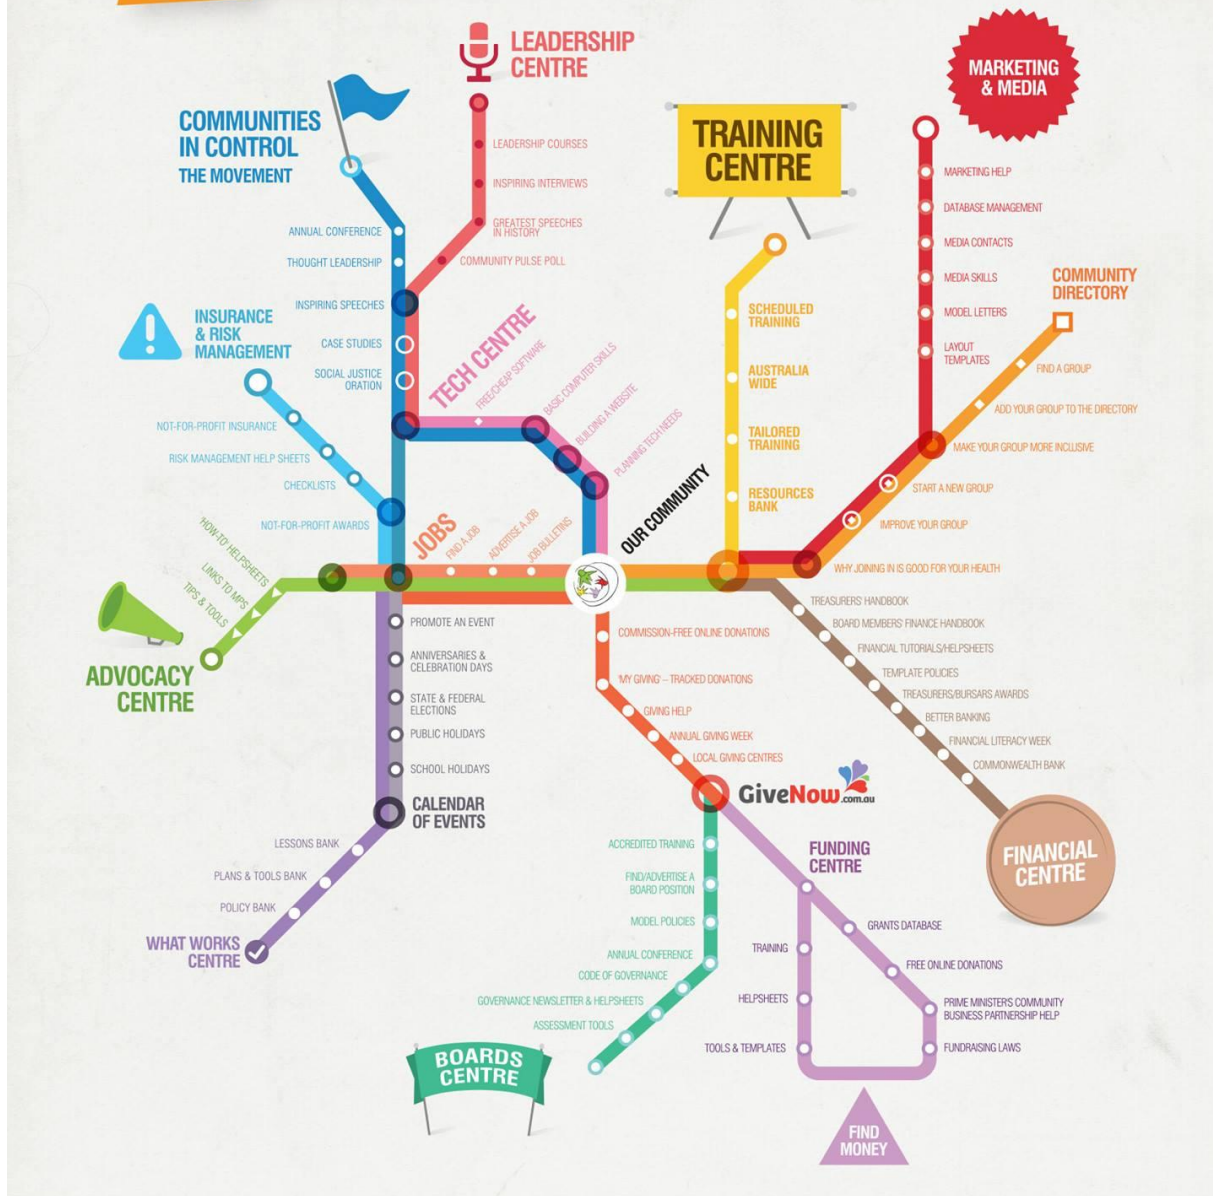 LEADERSHIP
CENTRE
LEADERSHIP COURSES
INSPIRING INTERVIEWS
GREATEST SPEECHES
IN HISTORY
COMMUNITY PULSE POLL
COMMUNITIES
IN CONTROL
THE MOVEMENT
ANNUAL CONFERENCE
THOUGHT LEADERSHIP
INSPIRING SPEECHES
CASE STUDIES
SOCIAL JUSTICE
ORATION
INSURANCE
& RISK
MANAGEMENT
NOT-FOR-PROFIT INSURANCE
RISK MANAGEMENT HELP SHEETS
CHECKLISTS
NOT-FOR-PROFIT AWARDS
TECH CENTRE
FREE/CHEAP SOFTWARE
BASIC COMPUTER SKILLS
BUILDING A WEBSITE
PLANNING TECH NEEDS
TRAINING
CENTRE
SCHEDULED
TRAINING
AUSTRALIA
WIDE
TAILORED
TRAINING
RESOURCES
BANK
MARKETING
& MEDIA
MARKETING HELP
DATABASE MANAGEMENT
MEDIA CONTACTS
MEDIA SKILLS
MODEL LETTERS
LAYOUT
TEMPLATES
COMMUNITY
DIRECTORY
FIND A GROUP
ADD YOUR GROUP TO THE DIRECTORY
MAKE YOUR GROUP MORE INCLUSIVE
START A NEW GROUP
IMPROVE YOUR GROUP
WHY JOINING IN IS GOOD FOR YOUR HEALTH
OUR COMMUNITY
JOBS
FIND A JOB
ADVERTISE A JOB
JOB BULLETINS
'HOW-TO' HELPSHEETS
LINKS TO MPS
TIPS & TOOLS
ADVOCACY
CENTRE
PROMOTE AN EVENT
ANNIVERSARIES &
CELEBRATION DAYS
STATE & FEDERAL
ELECTIONS
PUBLIC HOLIDAYS
SCHOOL HOLIDAYS
CALENDAR
OF EVENTS
LESSONS BANK
PLANS & TOOLS BANK
POLICY BANK
WHAT WORKS
CENTRE
COMMISSION-FREE ONLINE DONATIONS
'MY GIVING' – TRACKED DONATIONS
GIVING HELP
ANNUAL GIVING WEEK
LOCAL GIVING CENTRES
GiveNow.com.au
TREASURERS' HANDBOOK
BOARD MEMBERS' FINANCE HANDBOOK
FINANCIAL TUTORIALS/HELPSHEETS
TEMPLATE POLICIES
TREASURERS/BURSARS AWARDS
BETTER BANKING
FINANCIAL LITERACY WEEK
COMMONWEALTH BANK
FINANCIAL
CENTRE
ACCREDITED TRAINING
FIND/ADVERTISE A
BOARD POSITION
MODEL POLICIES
ANNUAL CONFERENCE
CODE OF GOVERNANCE
GOVERNANCE NEWSLETTER & HELPSHEETS
ASSESSMENT TOOLS
BOARDS
CENTRE
FUNDING
CENTRE
GRANTS DATABASE
TRAINING
FREE ONLINE DONATIONS
HELPSHEETS
PRIME MINISTER'S COMMUNITY
BUSINESS PARTNERSHIP HELP
TOOLS & TEMPLATES
FUNDRAISING LAWS
FIND
MONEY